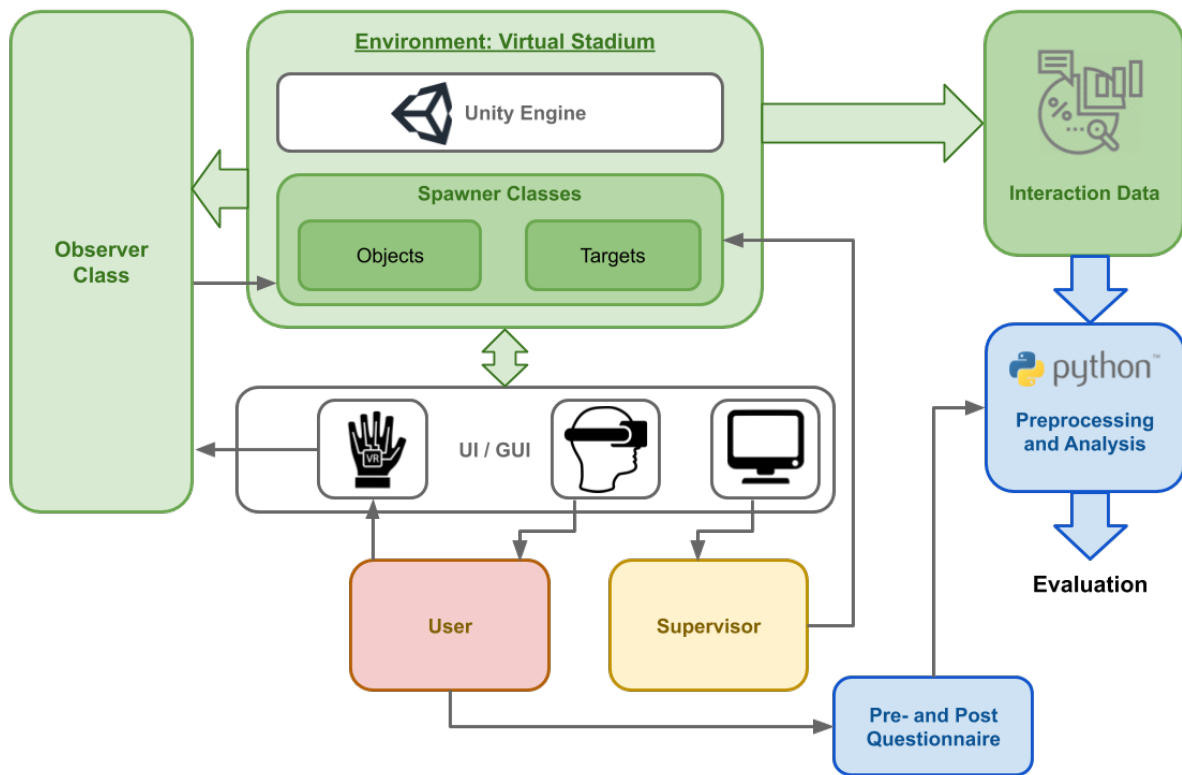 Environment: Virtual Stadium
Unity Engine
Spawner Classes
Objects
Targets
Observer
Class
Interaction Data
UI / GUI
VR
python™
Preprocessing
and Analysis
User
Supervisor
Evaluation
Pre- and Post
Questionnaire
%